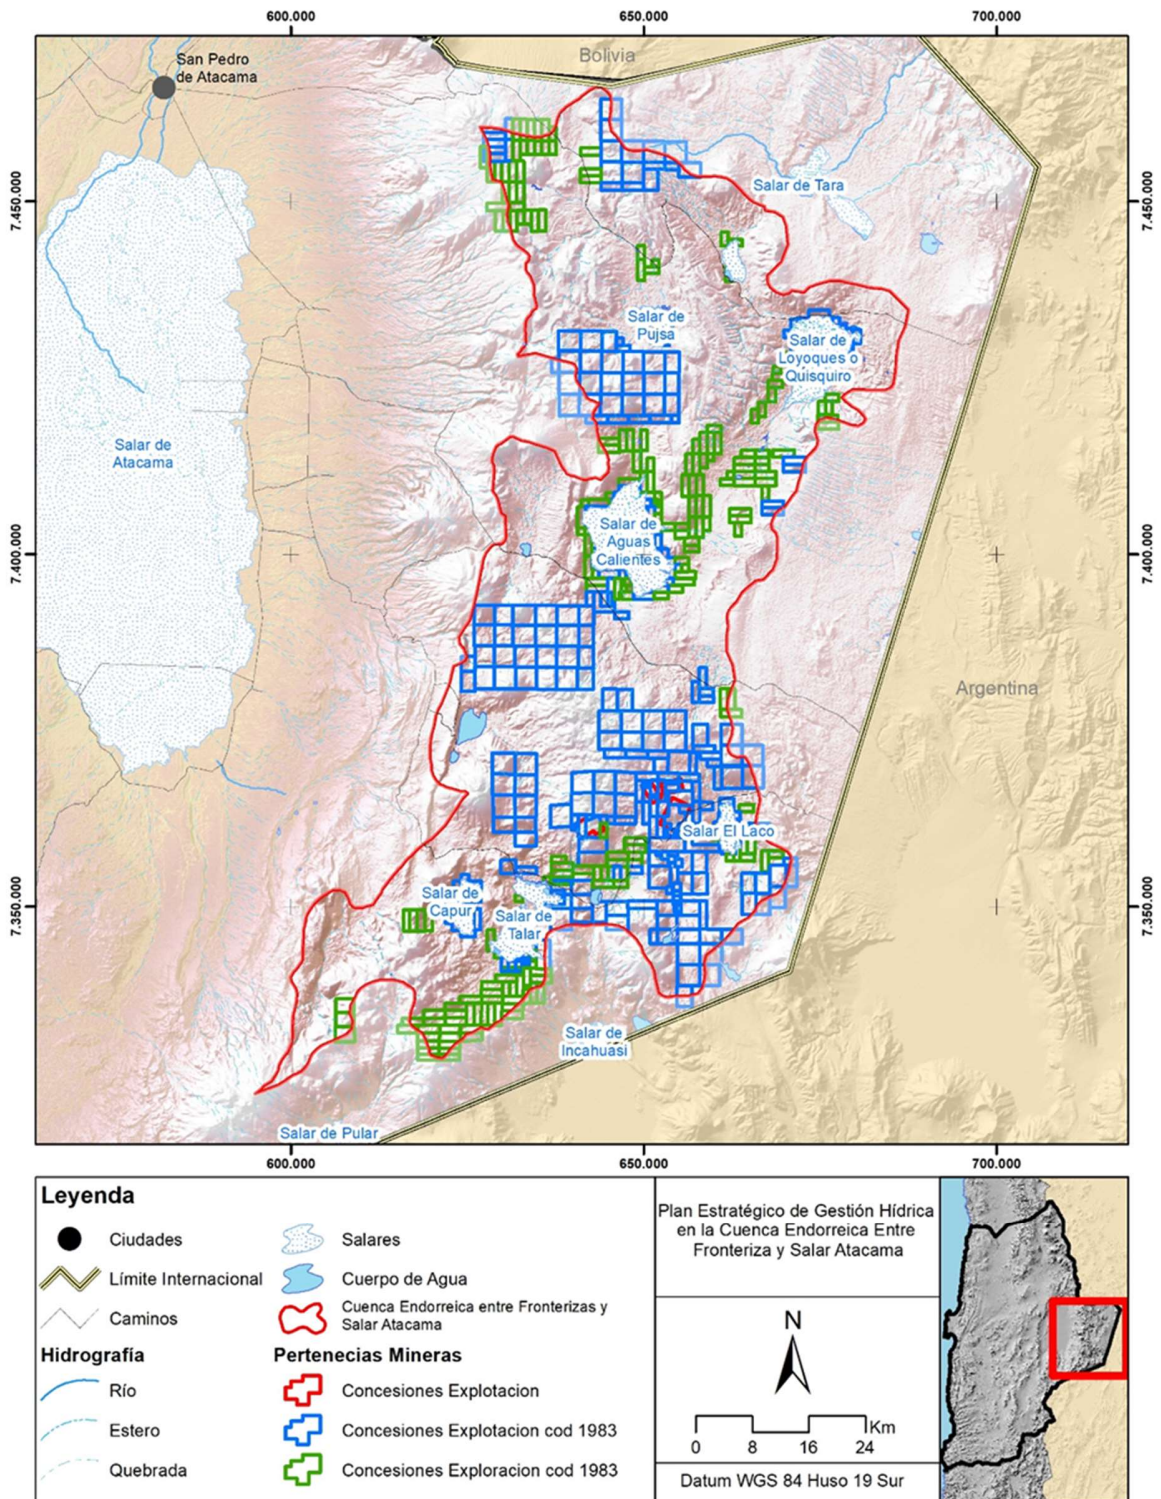 600.000
650.000
700.000
San Pedro
de Atacama
Bolivia
7.450.000
7.450.000
Salar de Tara
Salar de
Pujsa
Salar de
Loyoques o
Quisquiro
Salar de
Atacama
Salar de
Aguas
Calientes
7.400.000
7.400.000
Argentina
Salar El Laco
Salar de
Capur
Salar de
Talar
7.350.000
7.350.000
Salar de
Incahuasi
Salar de Pular
600.000
650.000
700.000
Leyenda
Ciudades
Límite Internacional
Caminos
Hidrografía
Río
Estero
Quebrada
Salares
Cuerpo de Agua
Cuenca Endorreica entre Fronterizas y
Salar Atacama
Pertenecias Mineras
Concesiones Explotacion
Concesiones Explotacion cod 1983
Concesiones Exploracion cod 1983
Plan Estratégico de Gestión Hídrica
en la Cuenca Endorreica Entre
Fronteriza y Salar Atacama
N
Km
0 8 16 24
Datum WGS 84 Huso 19 Sur